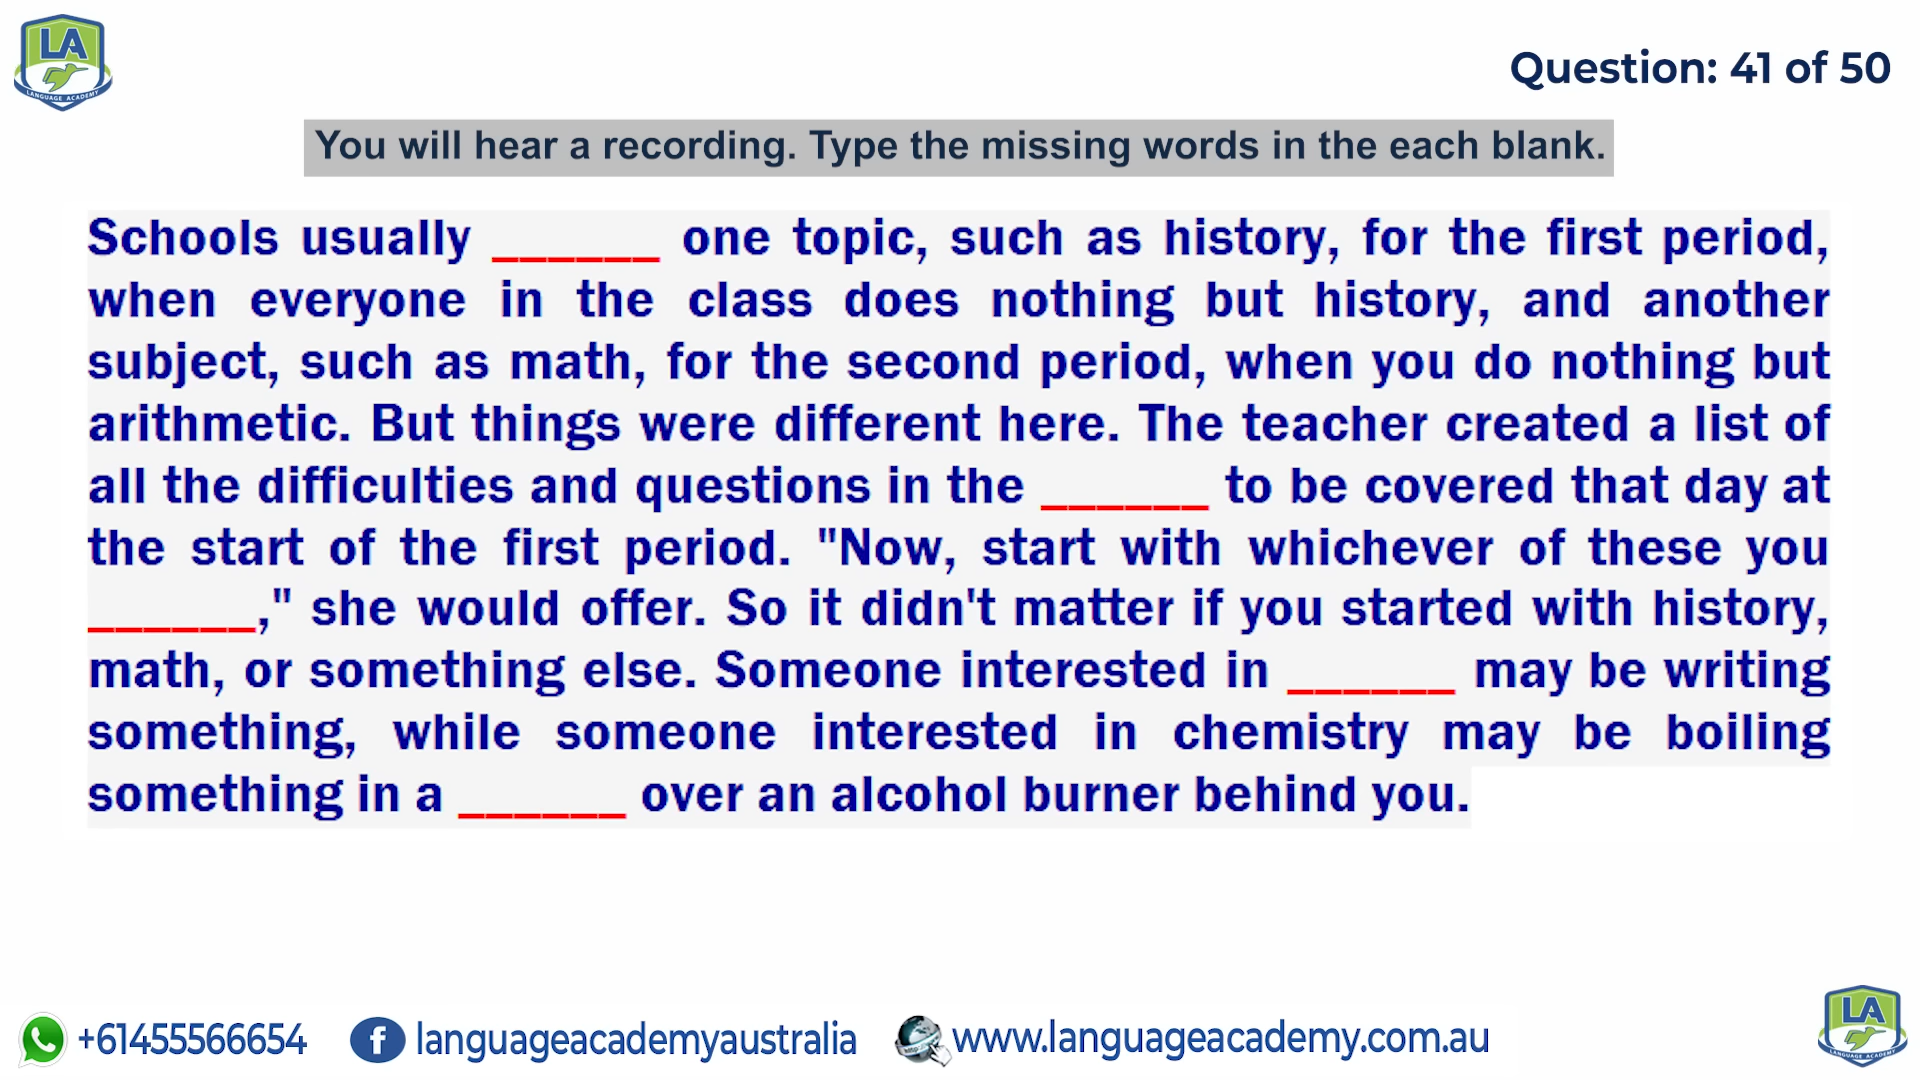 LA
LANGUAGE ACADEMY
Question: 41 of 50
You will hear a recording. Type the missing words in the each blank.
Schools usually ______ one topic, such as history, for the first period,
when everyone in the class does nothing but history, and another
subject, such as math, for the second period, when you do nothing but
arithmetic. But things were different here. The teacher created a list of
all the difficulties and questions in the ______ to be covered that day at
the start of the first period. "Now, start with whichever of these you
______," she would offer. So it didn't matter if you started with history,
math, or something else. Someone interested in ______ may be writing
something, while someone interested in chemistry may be boiling
something in a ______ over an alcohol burner behind you.
+61455566654
languageacademyaustralia
www.languageacademy.com.au
LA
LANGUAGE ACADEMY